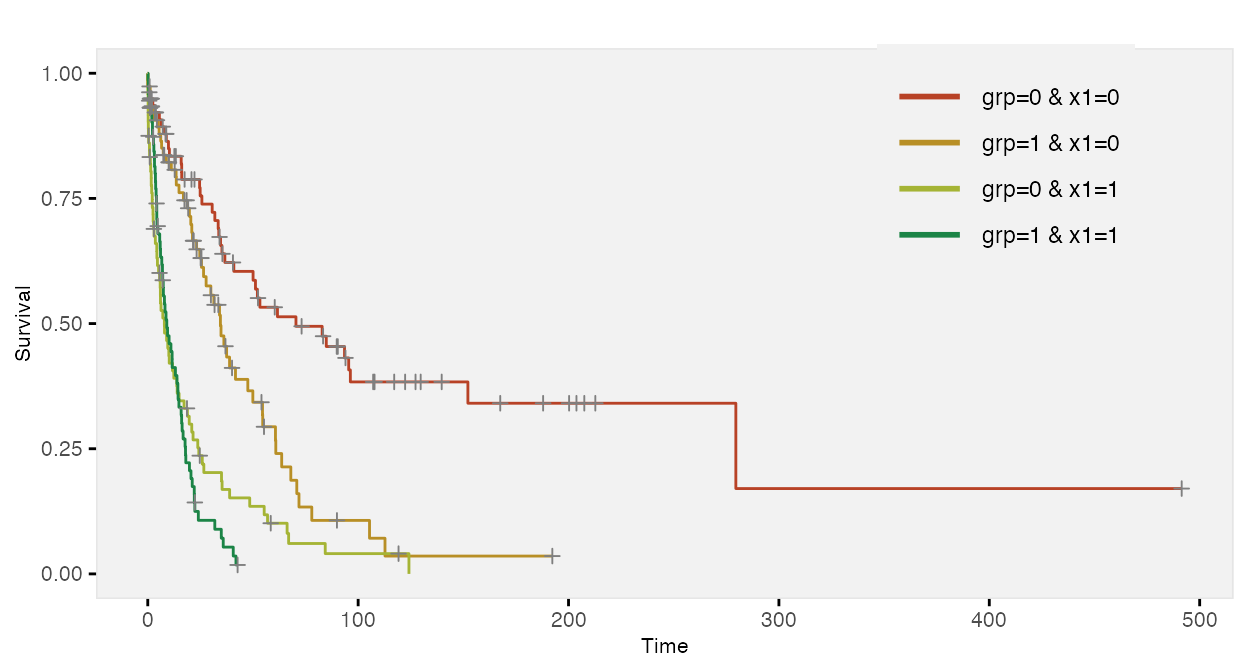 grp=0 & x1=0
grp=1 & x1=0
grp=0 & x1=1
grp=1 & x1=1
Survival
1.00
0.75
0.50
0.25
0.00
0 100 200 300 400 500
Time